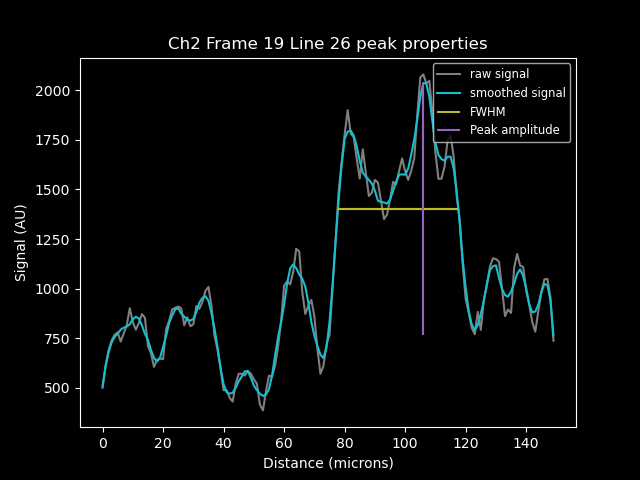 Ch2 Frame 19 Line 26 peak properties
raw signal
smoothed signal
FWHM
Peak amplitude
Signal (AU)
2000
1750
1500
1250
1000
750
500
0 20 40 60 80 100 120 140
Distance (microns)